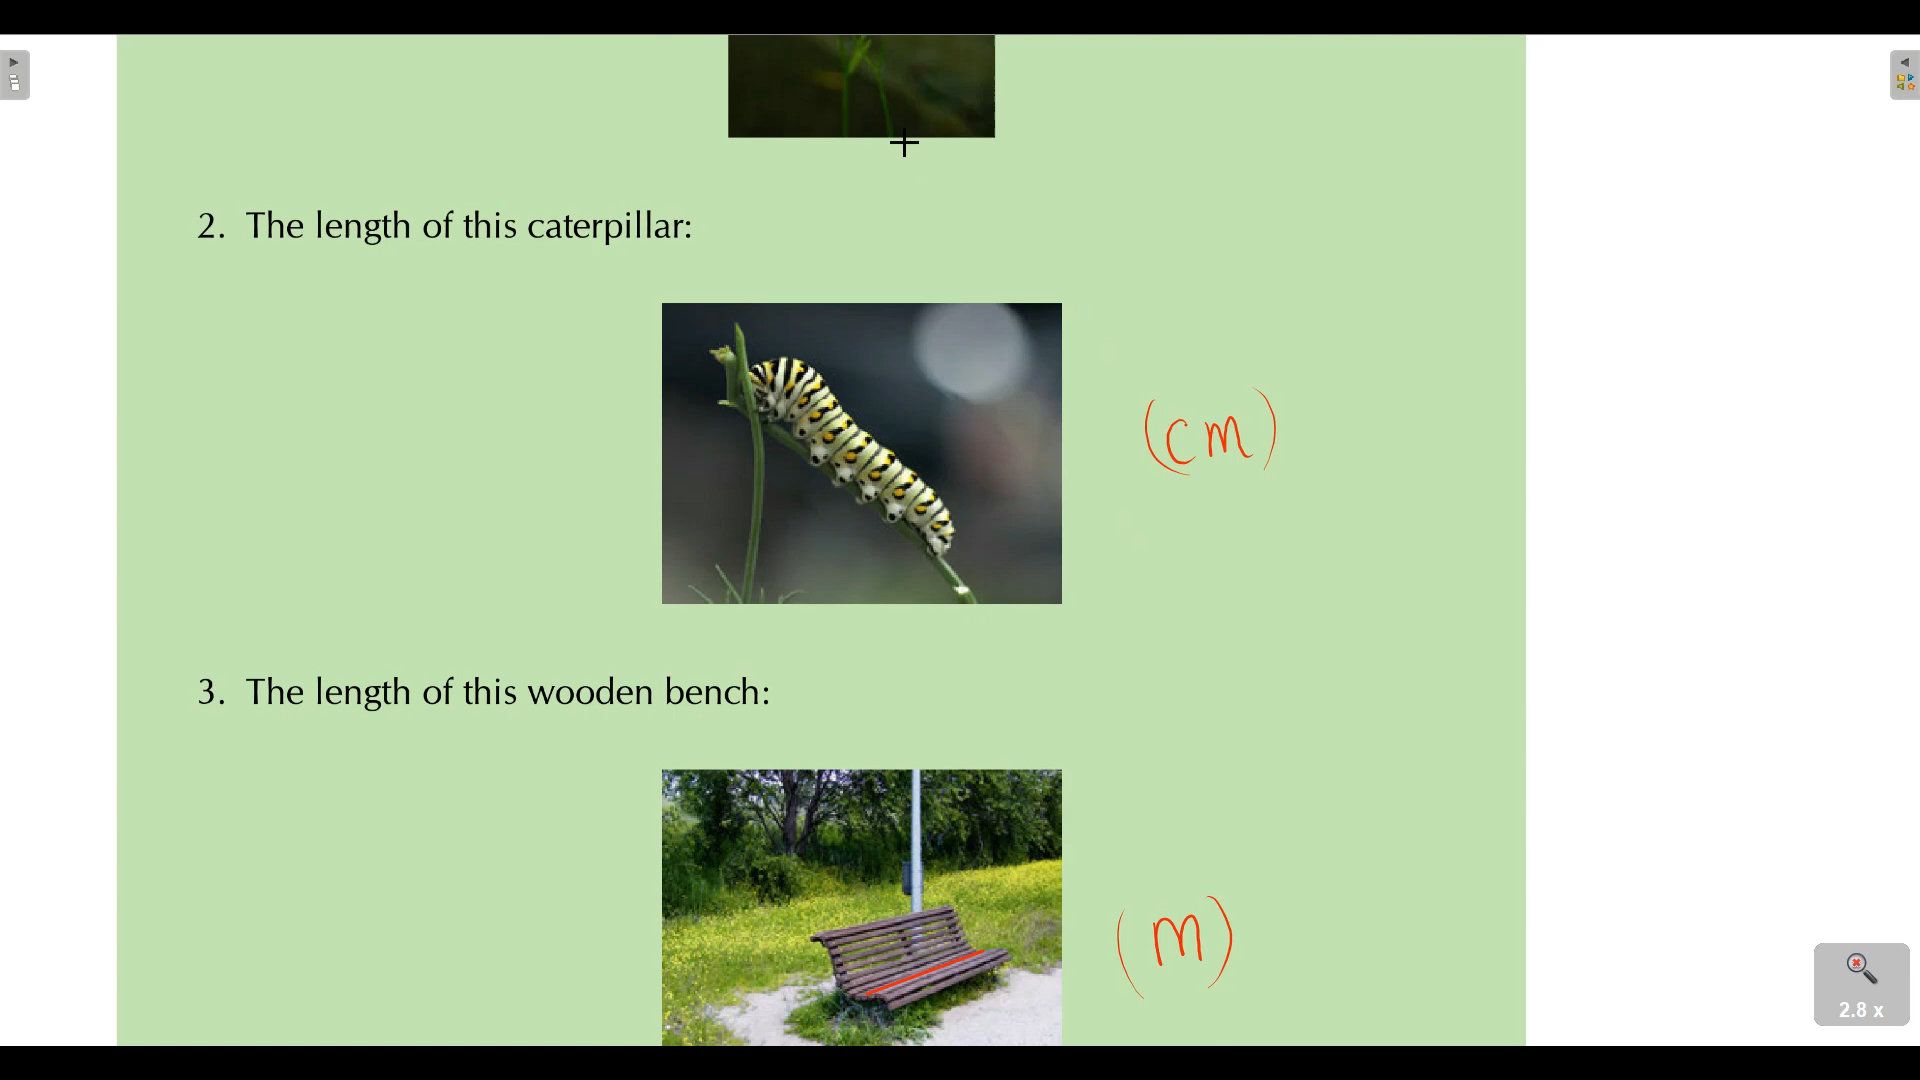 2. The length of this caterpillar:
(cm)
3. The length of this wooden bench:
(m)
2.8 x